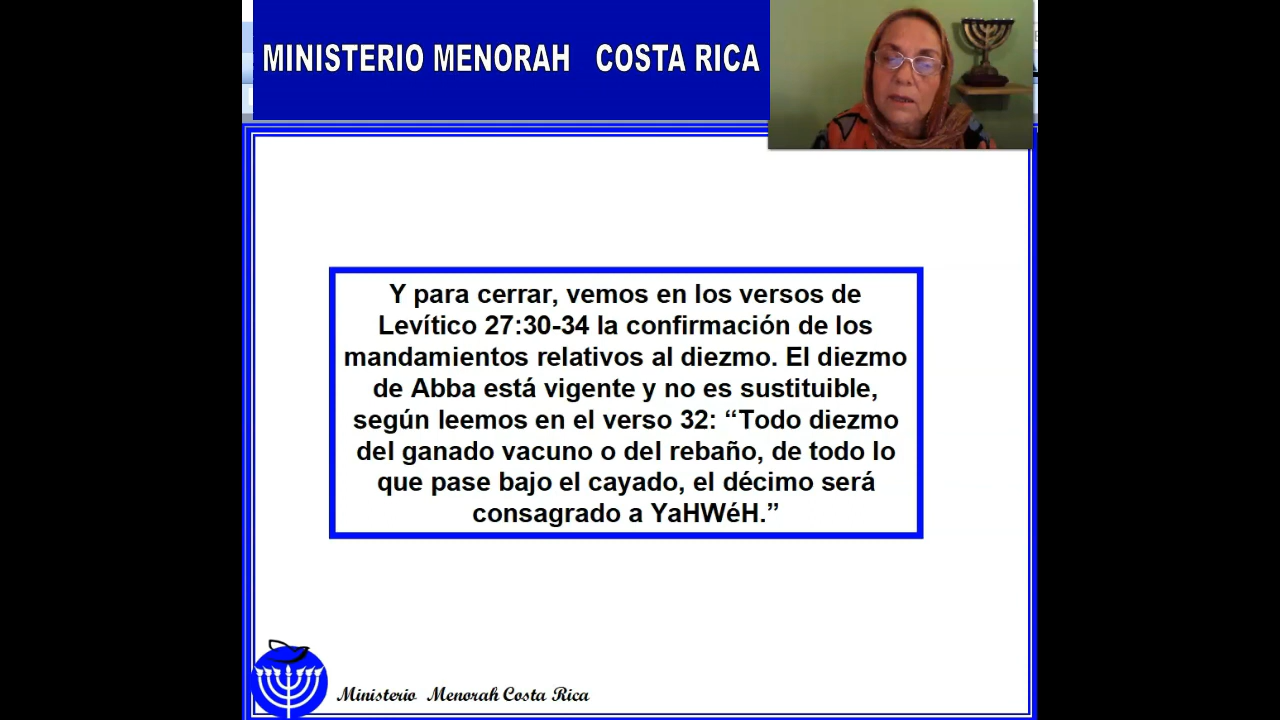 MINISTERIO MENORAH COSTA RICA
Y para cerrar, vemos en los versos de
Levítico 27:30-34 la confirmación de los
mandamientos relativos al diezmo. El diezmo
de Abba está vigente y no es sustituible,
según leemos en el verso 32: “Todo diezmo
del ganado vacuno o del rebaño, de todo lo
que pase bajo el cayado, el décimo será
consagrado a YaHWéH.”
Ministerio Menorah Costa Rica